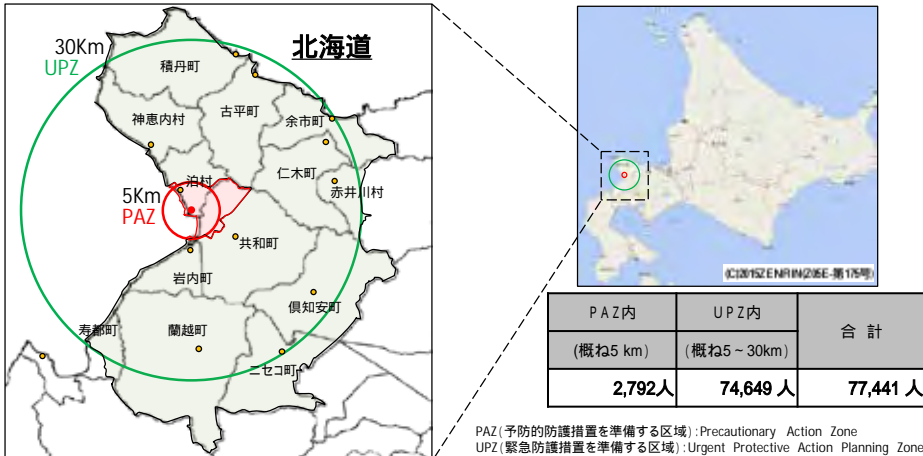 北海道
30Km
UPZ
積丹町
古平町
神恵内村
余市町
仁木町
泊村
赤井川村
5Km
PAZ
共和町
岩内町
倶知安町
寿都町
蘭越町
ニセコ町
(C)2015ZENRIN(Z05E-第175号)
PAZ内 UPZ内 合 計
(概ね5 km) (概ね5~30km)
2,792人 74,649 人 77,441 人
PAZ(予防的防護措置を準備する区域):Precautionary Action Zone
UPZ(緊急防護措置を準備する区域):Urgent Protective Action Planning Zone